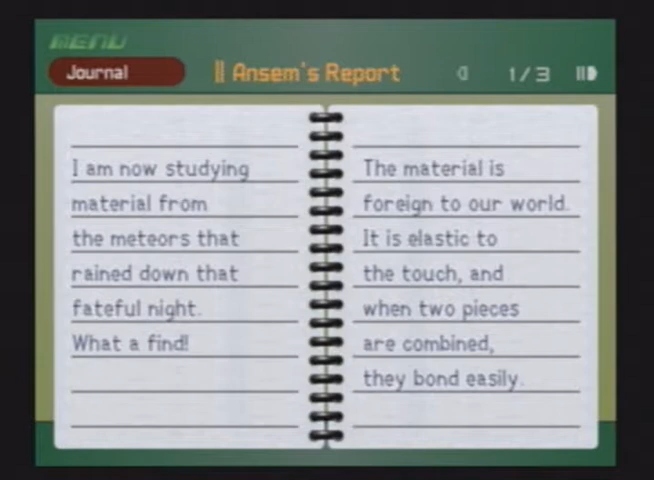 MENU
Journal
Ansem's Report
1/3
I am now studying
material from
the meteors that
rained down that
fateful night.
What a find!
The material is
foreign to our world.
It is elastic to
the touch, and
when two pieces
are combined,
they bond easily.